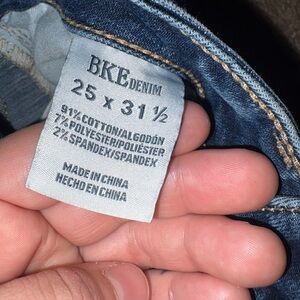 BKE DENIM
25 x 31 ½
91% COTTON/ALGODÓN
7% POLYESTER/POLIÉSTER
2% SPANDEX/SPANDEX
MADE IN CHINA
HECHO EN CHINA